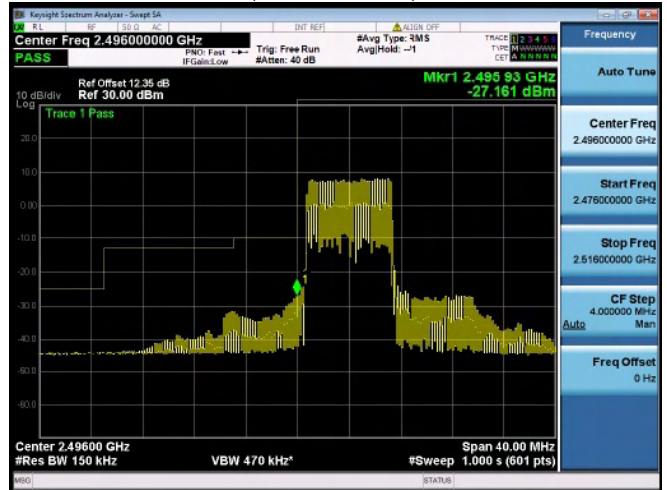 Keysight Spectrum Analyzer - Swept SA
RL RF 50 Ω AC INT REF ALIGN OFF
Center Freq 2.496000000 GHz
PNO: Fast
IFGain:Low
Trig: Free Run
#Atten: 40 dB
#Avg Type: RMS
Avg|Hold: --/1
TRACE 1 2 3 4 5 6
TYPE MWWWWW
DET A N N N N N
PASS
Mkr1 2.495 93 GHz
-27.161 dBm
Ref Offset 12.35 dB
10 dB/div Ref 30.00 dBm
Log
Trace 1 Pass
20.0
10.0
0.00
-10.0
-20.0
-30.0
-40.0
-50.0
-60.0
Center 2.49600 GHz
Span 40.00 MHz
#Res BW 150 kHz
VBW 470 kHz*
#Sweep 1.000 s (601 pts)
MSG
STATUS
Frequency
Auto Tune
Center Freq
2.496000000 GHz
Start Freq
2.476000000 GHz
Stop Freq
2.516000000 GHz
CF Step
4.000000 MHz
Auto Man
Freq Offset
0 Hz